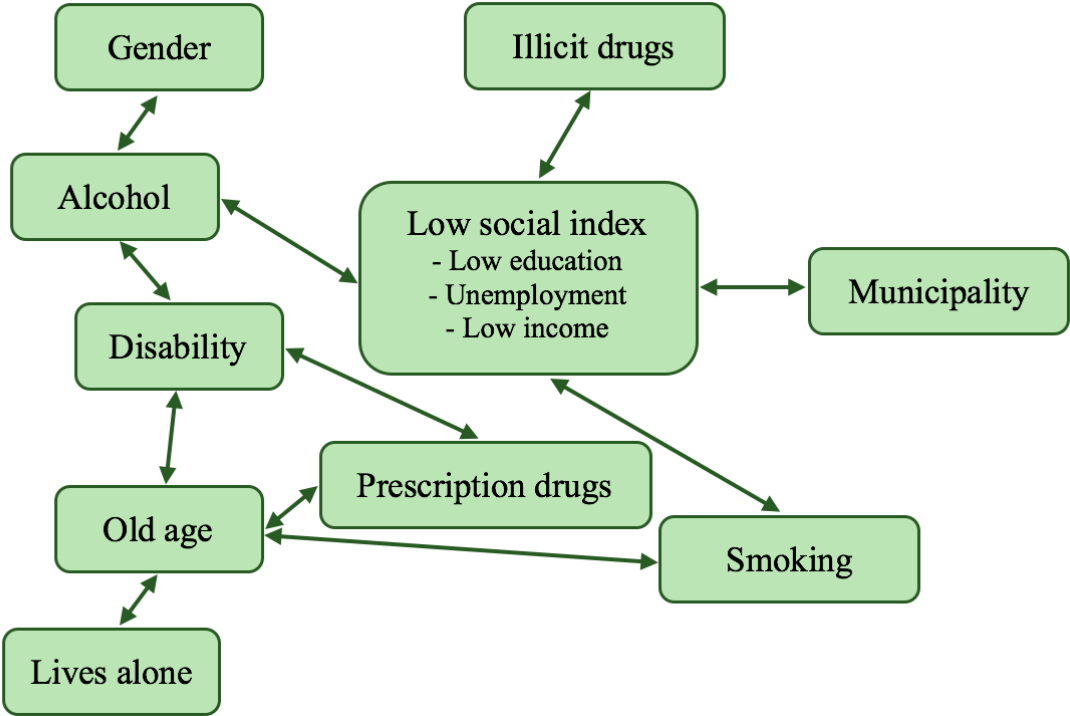 Gender
Illicit drugs
Alcohol
Low social index
- Low education
- Unemployment
- Low income
Municipality
Disability
Prescription drugs
Old age
Smoking
Lives alone